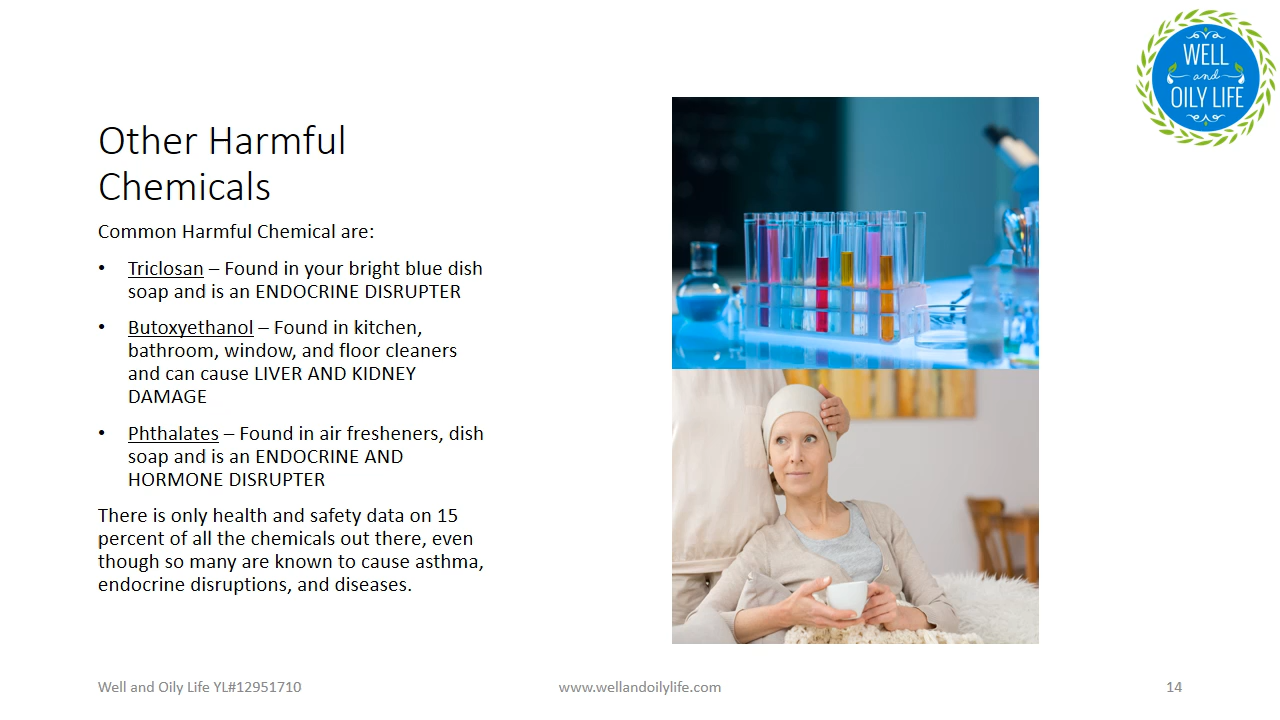 WELL
and
OILY LIFE
Other Harmful
Chemicals
Common Harmful Chemical are:
• Triclosan – Found in your bright blue dish
soap and is an ENDOCRINE DISRUPTER
• Butoxyethanol – Found in kitchen,
bathroom, window, and floor cleaners
and can cause LIVER AND KIDNEY
DAMAGE
• Phthalates – Found in air fresheners, dish
soap and is an ENDOCRINE AND
HORMONE DISRUPTER
There is only health and safety data on 15
percent of all the chemicals out there, even
though so many are known to cause asthma,
endocrine disruptions, and diseases.
Well and Oily Life YL#12951710
www.wellandoilylife.com
14